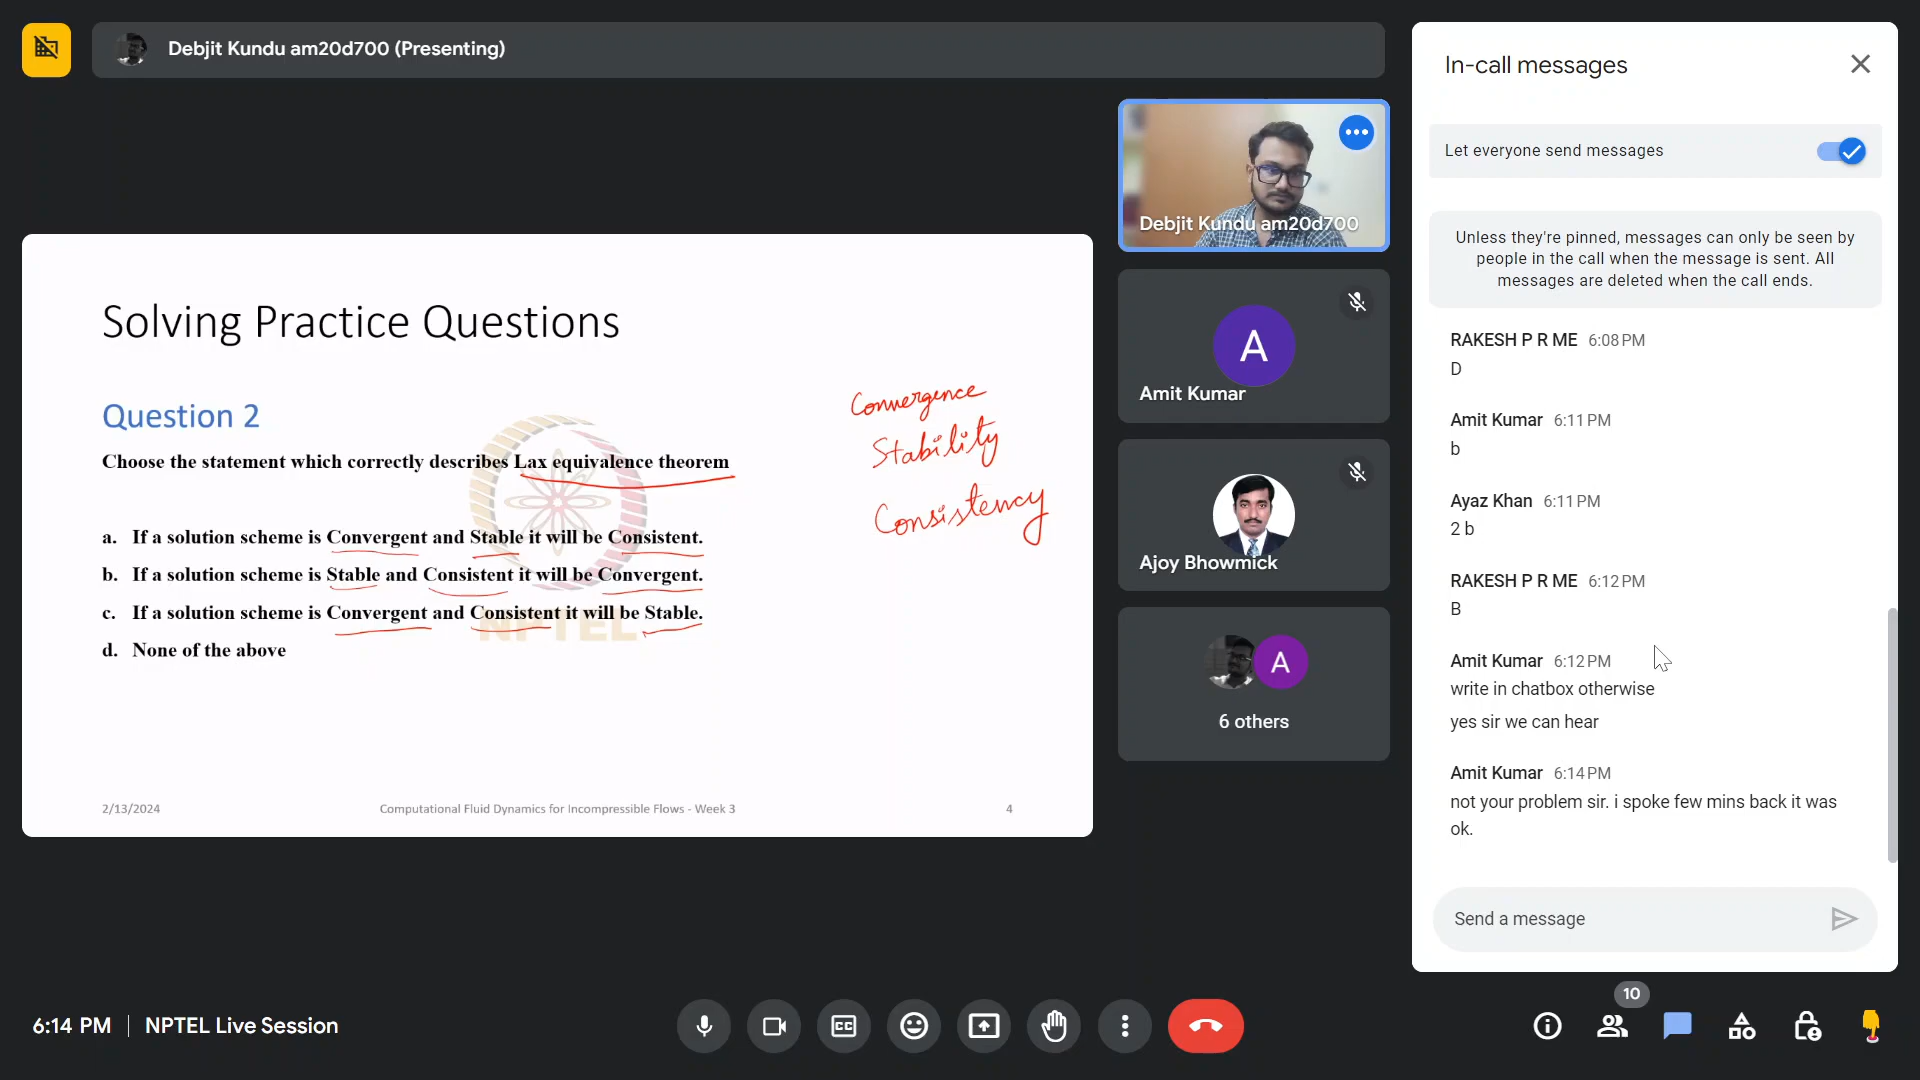 Debjit Kundu am20d700 (Presenting)
Solving Practice Questions
Question 2
Choose the statement which correctly describes Lax equivalence theorem
a. If a solution scheme is Convergent and Stable it will be Consistent.
b. If a solution scheme is Stable and Consistent it will be Convergent.
c. If a solution scheme is Convergent and Consistent it will be Stable.
d. None of the above
NPTEL
Convergence
Stability
Consistency
2/13/2024
Computational Fluid Dynamics for Incompressible Flows - Week 3
4
Debjit Kundu am20d700
A
Amit Kumar
Ajoy Bhowmick
A
6 others
In-call messages
Let everyone send messages
Unless they're pinned, messages can only be seen by
people in the call when the message is sent. All
messages are deleted when the call ends.
RAKESH P R ME 6:08 PM
D
Amit Kumar 6:11 PM
b
Ayaz Khan 6:11 PM
2 b
RAKESH P R ME 6:12 PM
B
Amit Kumar 6:12 PM
write in chatbox otherwise
yes sir we can hear
Amit Kumar 6:14 PM
not your problem sir. i spoke few mins back it was
ok.
Send a message
6:14 PM | NPTEL Live Session
CC
10